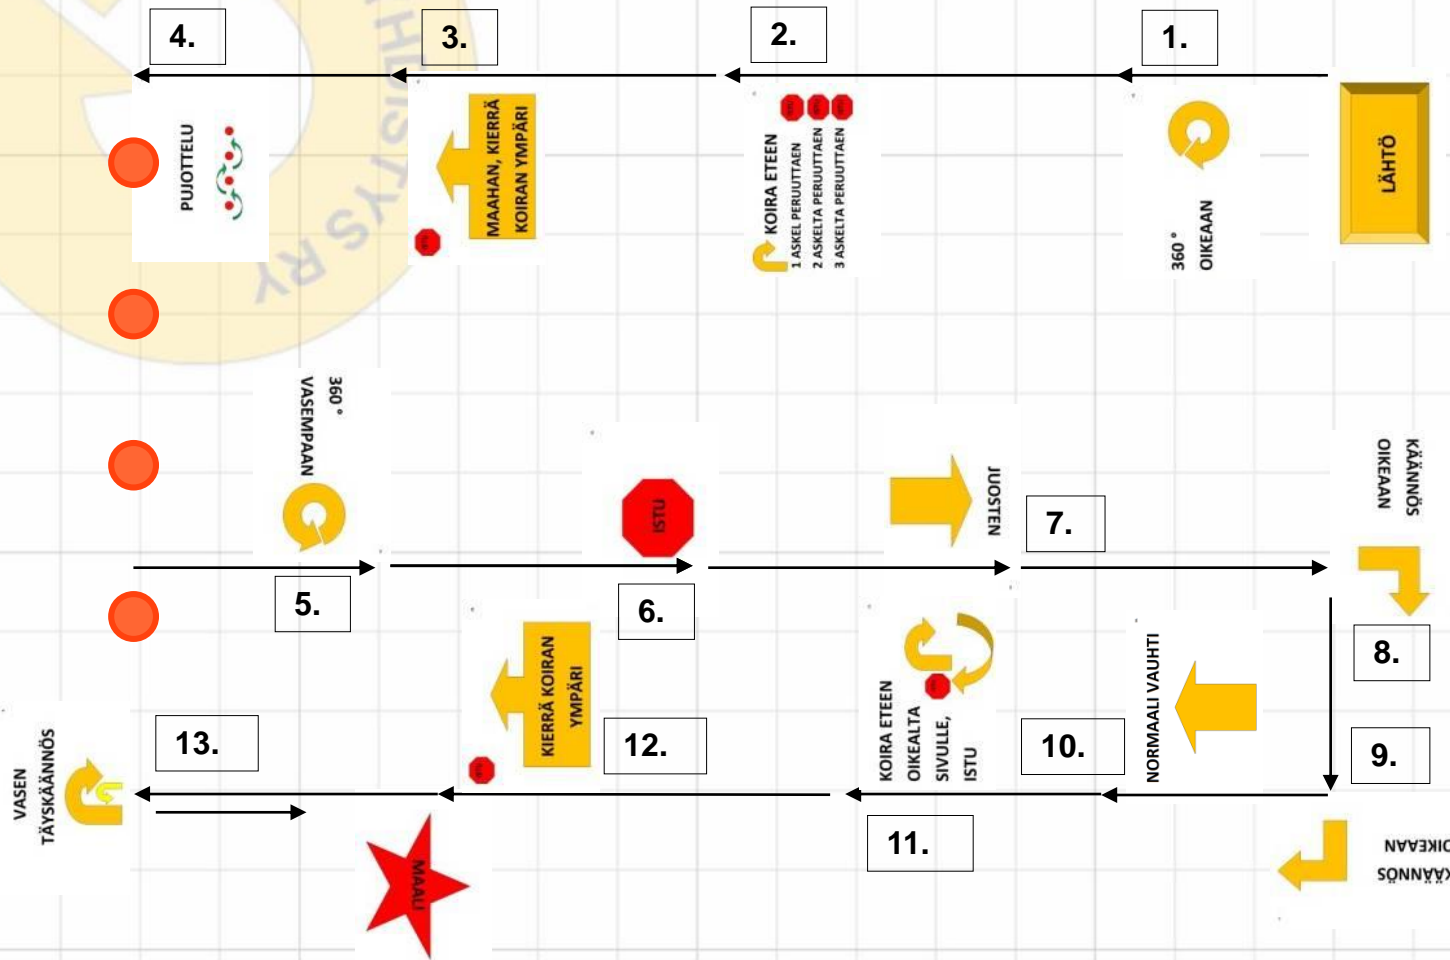 4.
3.
2.
1.
LÄHTÖ
360 °
OIKEAAN
KOIRA ETEEN
1 ASKEL PERUUTTAEN
2 ASKELTA PERUUTTAEN
3 ASKELTA PERUUTTAEN
MAAHAN, KIERRÄ
KOIRAN YMPÄRI
PUJOTTELU
HDISTYS RY
360 °
VASEMPAAN
5.
ISTU
6.
JUOSTEN
7.
KÄÄNNÖS
OIKEAAN
8.
9.
KÄÄNNÖS
OIKEAAN
NORMAALI VAUHTI
10.
KOIRA ETEEN
OIKEALTA
SIVULLE,
ISTU
11.
KIERRÄ KOIRAN
YMPÄRI
12.
13.
VASEN
TÄYSKÄÄNNÖS
MAALI